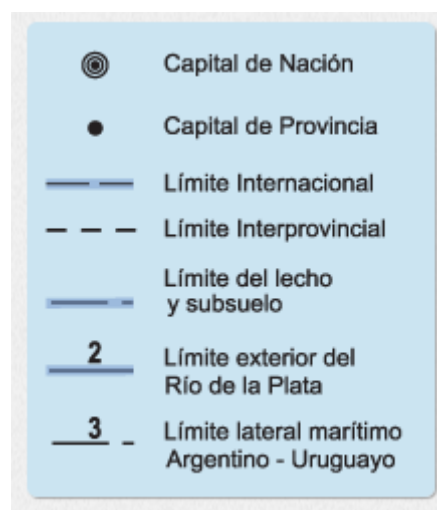 Capital de Nación
Capital de Provincia
Límite Internacional
Límite Interprovincial
Límite del lecho
y subsuelo
2
Límite exterior del
Río de la Plata
3
Límite lateral marítimo
Argentino - Uruguayo